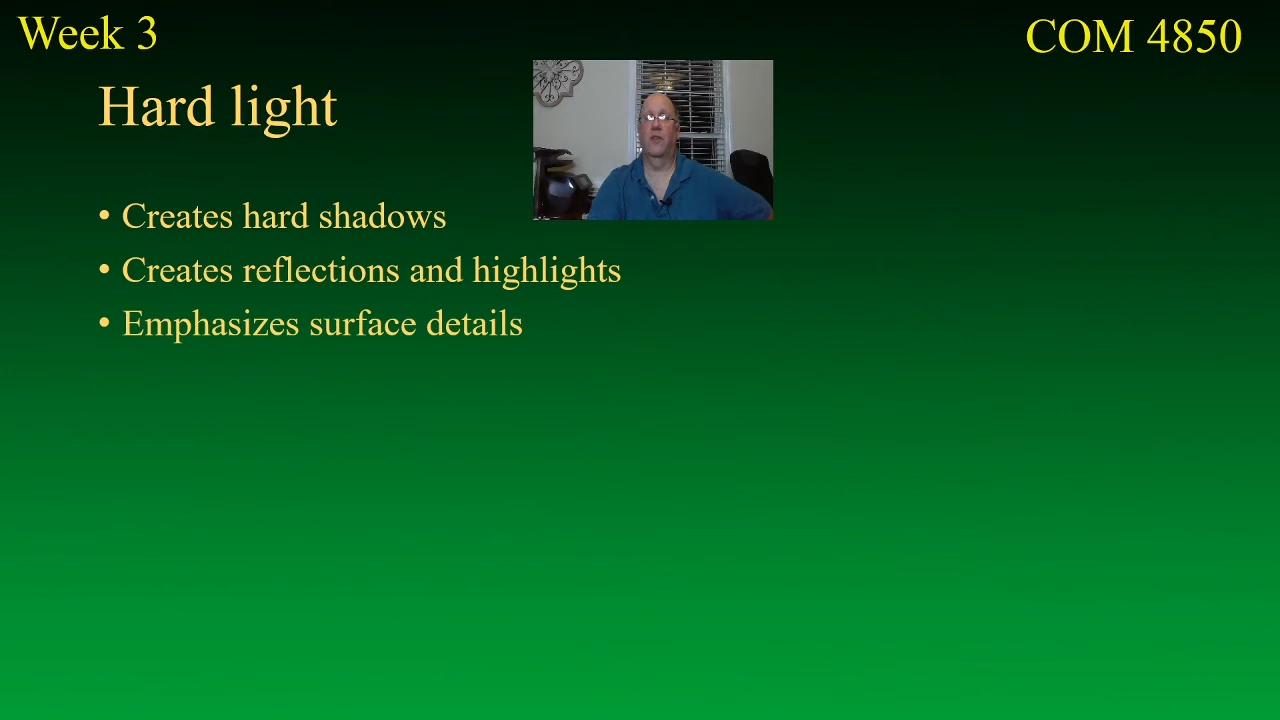 Week 3
COM 4850
Hard light
• Creates hard shadows
• Creates reflections and highlights
• Emphasizes surface details